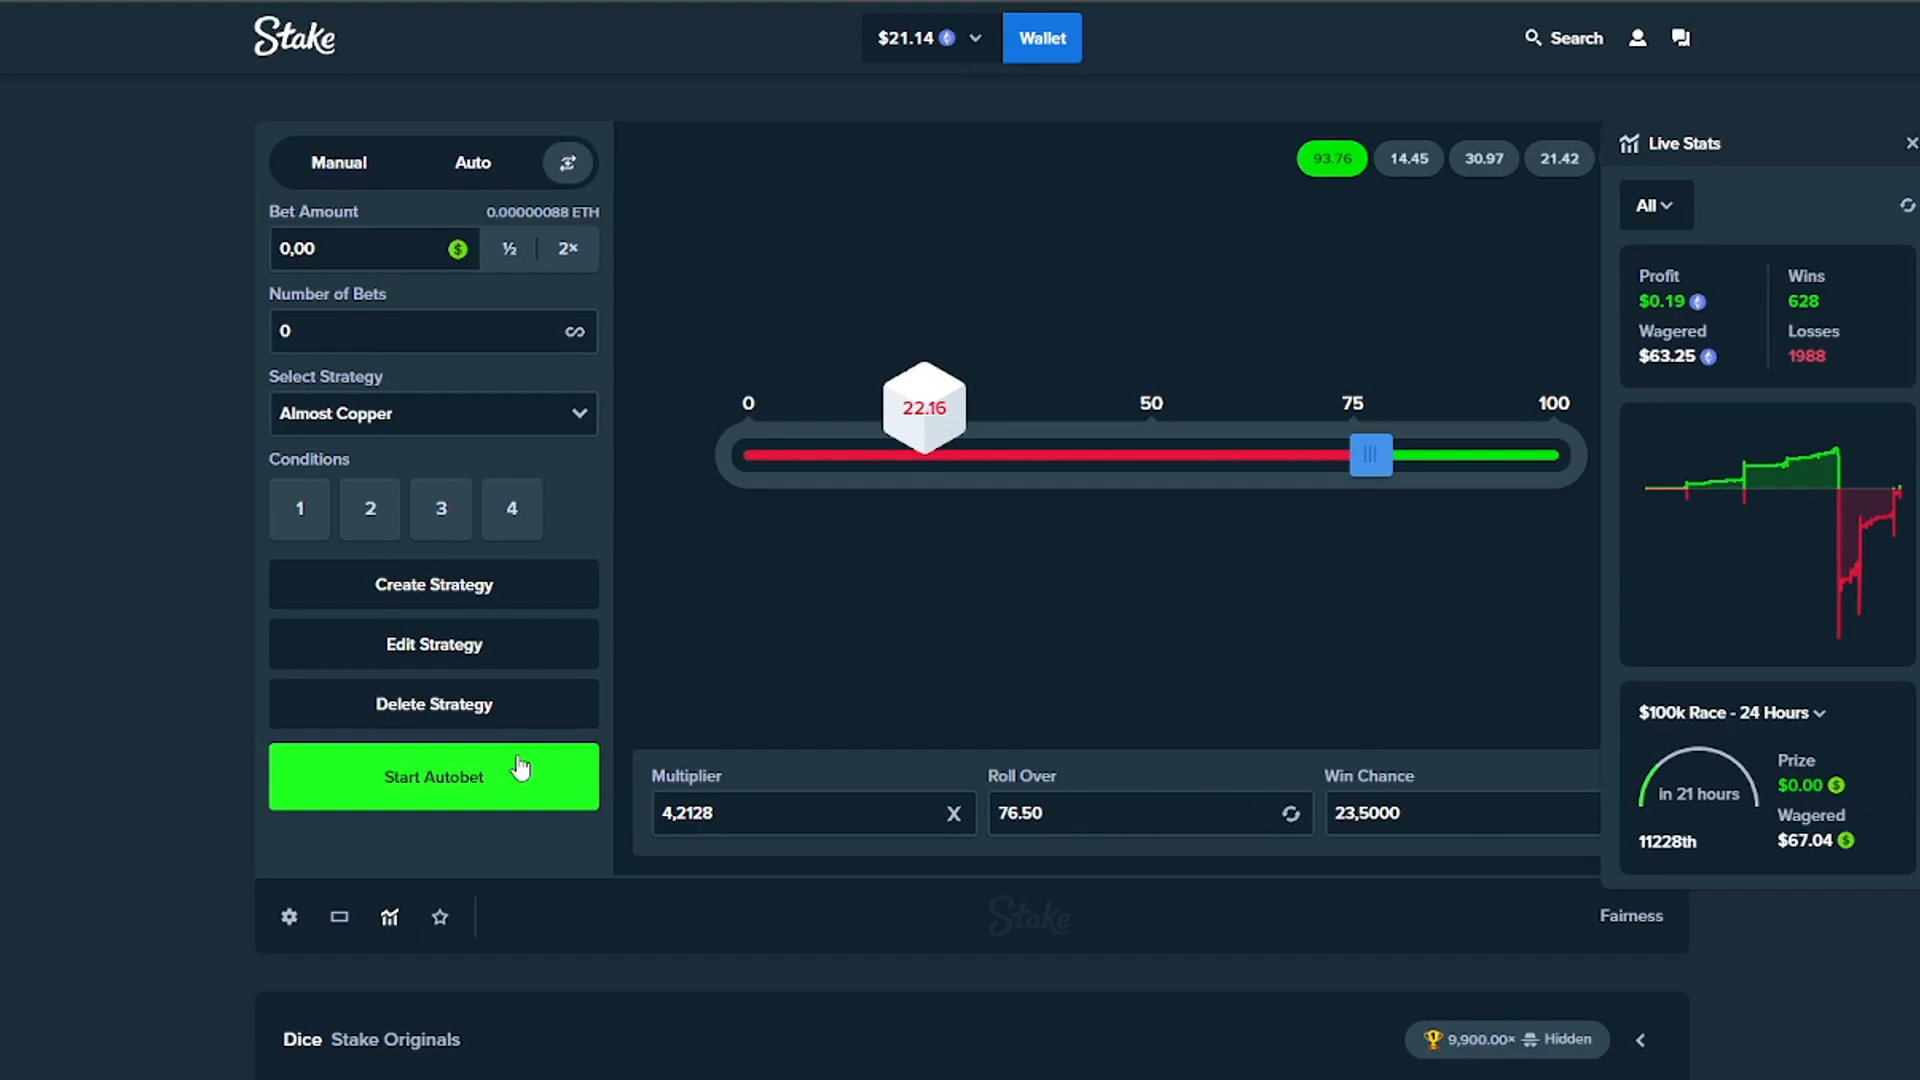 Stake
$21.14
Wallet
Search
Manual
Auto
Bet Amount
0.00000088 ETH
0,00
½
2×
Number of Bets
0
Select Strategy
Almost Copper
Conditions
1
2
3
4
Create Strategy
Edit Strategy
Delete Strategy
Start Autobet
93.76
14.45
30.97
21.42
0
22.16
50
75
100
Multiplier
4,2128
Roll Over
76.50
Win Chance
23,5000
Live Stats
All
Profit
$0.19
Wins
628
Wagered
$63.25
Losses
1988
$100k Race - 24 Hours
in 21 hours
11228th
Prize
$0.00
Wagered
$67.04
Stake
Fairness
Dice Stake Originals
9,900.00× Hidden